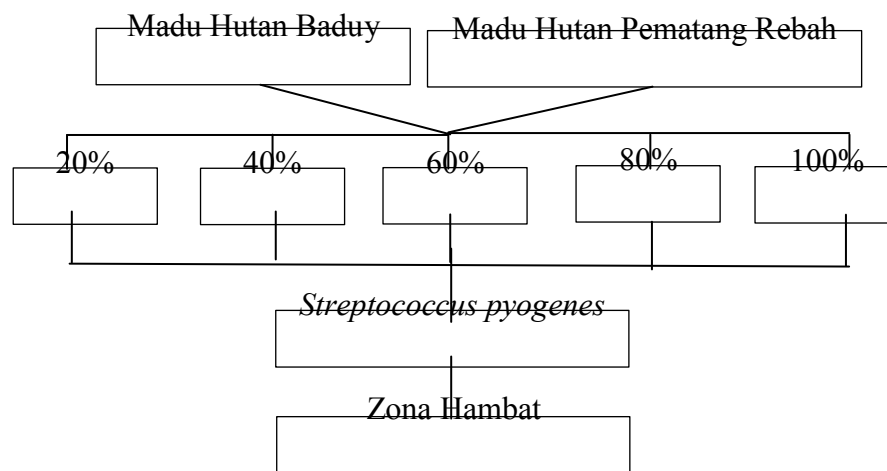 Madu Hutan Baduy
Madu Hutan Pematang Rebah
20%
40%
60%
80%
100%
Streptococcus pyogenes
Zona Hambat